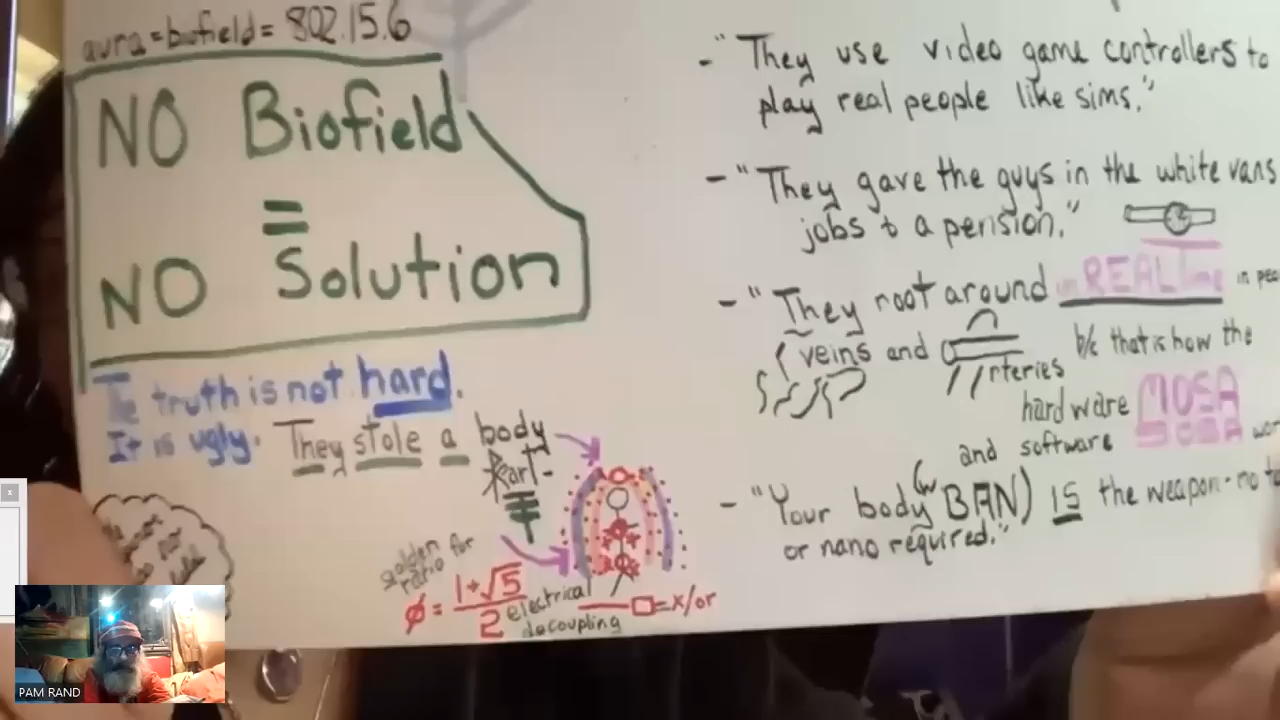 aura = biofield = 802.15.6
NO Biofield
=
NO Solution
The truth is not hard.
It is ugly. They stole a body
part-
golden
ratio for
φ = 1+√5
2
electrical
decoupling
=x/or
-"They use video game controllers to
play real people like sims."
-"They gave the guys in the white vans
jobs & a pension."
-"They root around in REALTime in
veins and
rteries
b/c that is how the
hardware MOSA
and software SOSA
-"Your body (w BAN) IS the weapon-no
or nano required."
x
PAM RAND